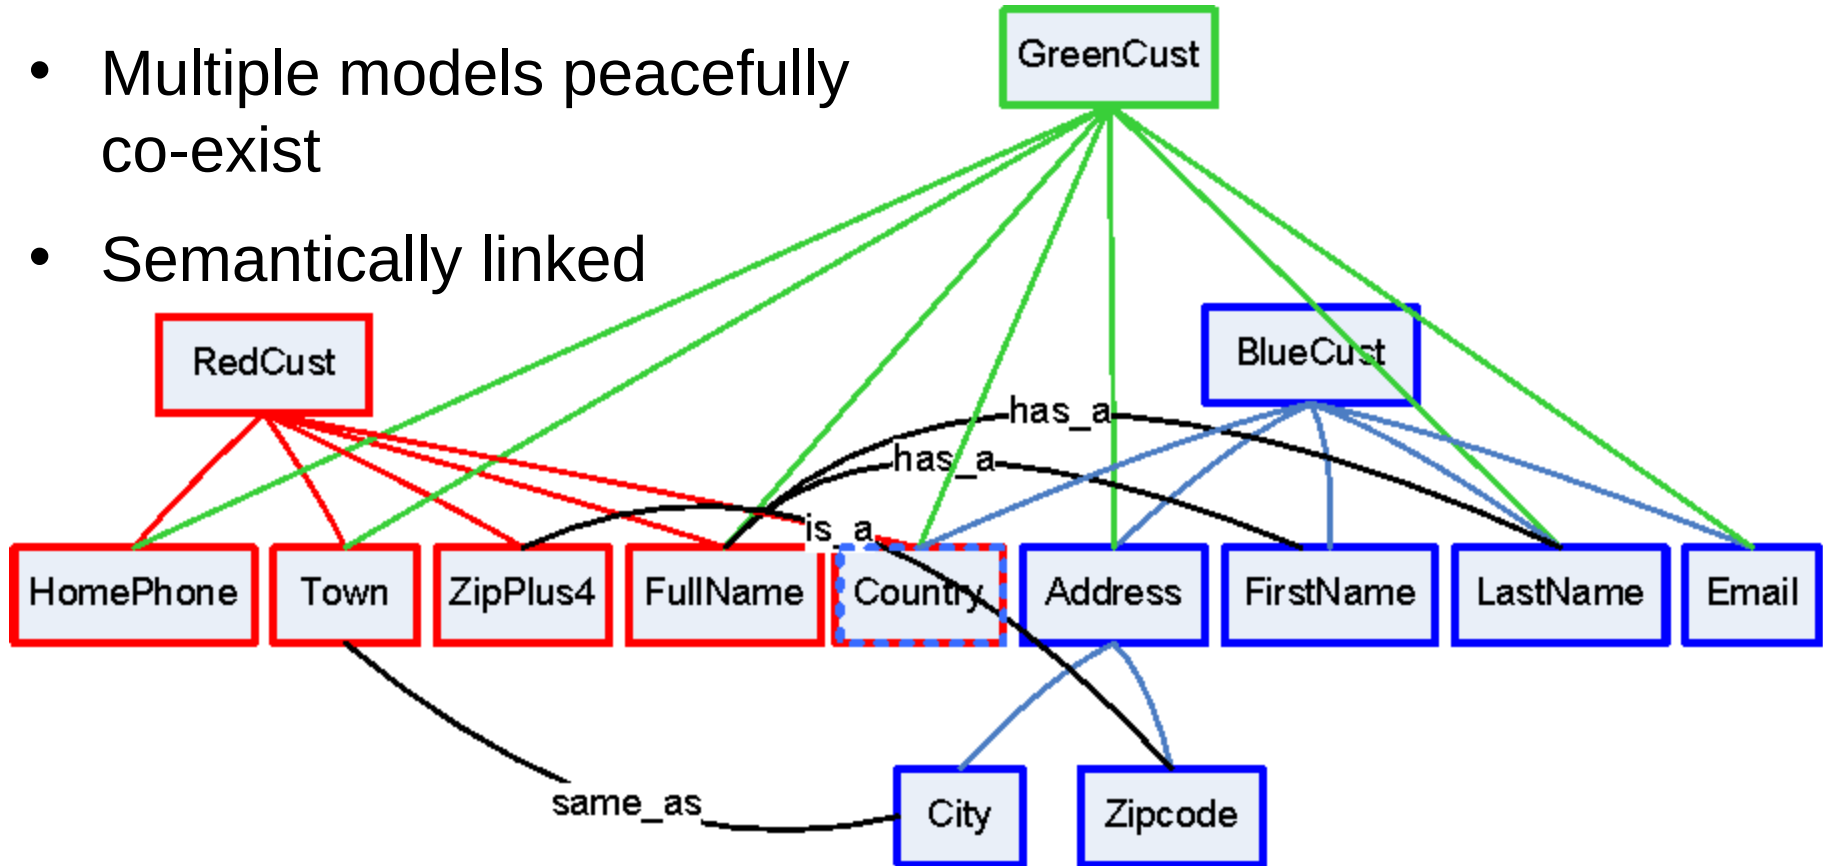 • Multiple models peacefully
co-exist
• Semantically linked
GreenCust
RedCust
BlueCust
has_a
has_a
is_a
HomePhone
Town
ZipPlus4
FullName
Country
Address
FirstName
LastName
Email
same_as
City
Zipcode